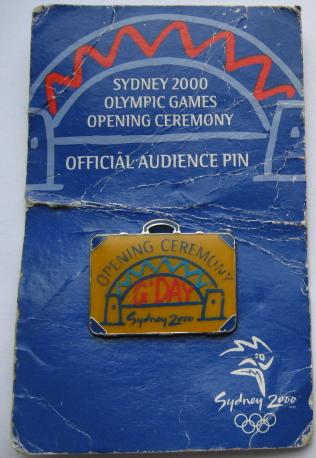 SYDNEY 2000
OLYMPIC GAMES
OPENING CEREMONY
OFFICIAL AUDIENCE PIN
OPENING CEREMONY
G'DAY
Sydney 2000
Sydney 2000